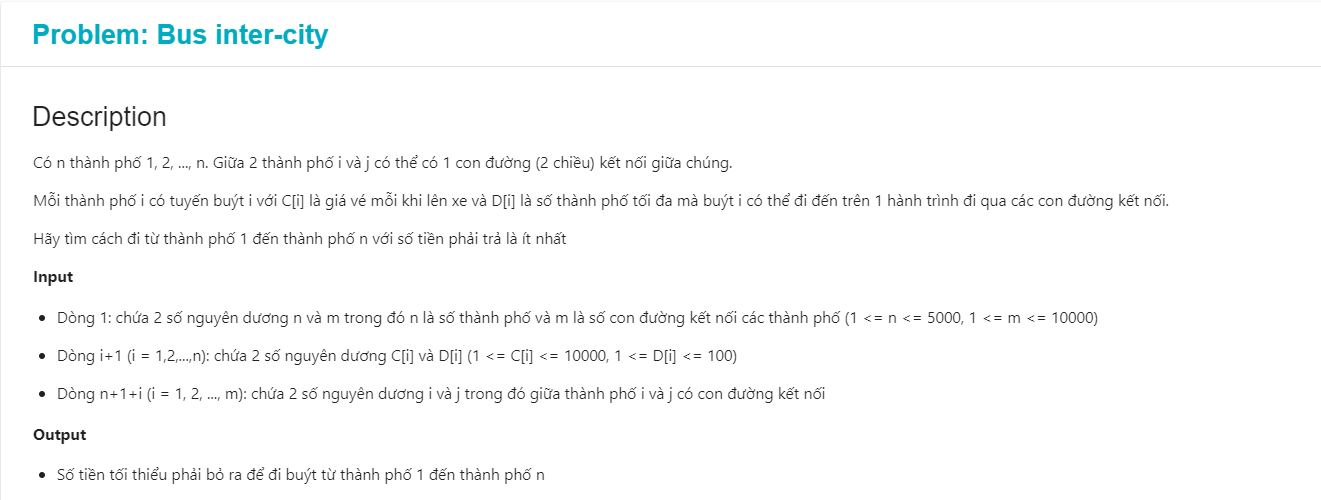 Problem: Bus inter-city
Description
Có n thành phố 1, 2, ..., n. Giữa 2 thành phố i và j có thể có 1 con đường (2 chiều) kết nối giữa chúng.
Mỗi thành phố i có tuyến buýt i với C[i] là giá vé mỗi khi lên xe và D[i] là số thành phố tối đa mà buýt i có thể đi đến trên 1 hành trình đi qua các con đường kết nối.
Hãy tìm cách đi từ thành phố 1 đến thành phố n với số tiền phải trả là ít nhất
Input
• Dòng 1: chứa 2 số nguyên dương n và m trong đó n là số thành phố và m là số con đường kết nối các thành phố (1 <= n <= 5000, 1 <= m <= 10000)
• Dòng i+1 (i = 1,2,...,n): chứa 2 số nguyên dương C[i] và D[i] (1 <= C[i] <= 10000, 1 <= D[i] <= 100)
• Dòng n+1+i (i = 1, 2, ..., m): chứa 2 số nguyên dương i và j trong đó giữa thành phố i và j có con đường kết nối
Output
• Số tiền tối thiểu phải bỏ ra để đi buýt từ thành phố 1 đến thành phố n